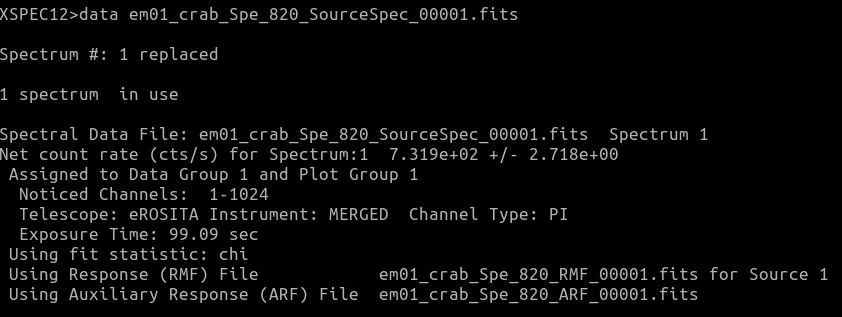 XSPEC12>data em01_crab_Spe_820_SourceSpec_00001.fits
Spectrum #: 1 replaced
1 spectrum  in use
Spectral Data File: em01_crab_Spe_820_SourceSpec_00001.fits  Spectrum 1
Net count rate (cts/s) for Spectrum:1  7.319e+02 +/- 2.718e+00
 Assigned to Data Group 1 and Plot Group 1
  Noticed Channels:  1-1024
  Telescope: eROSITA Instrument: MERGED  Channel Type: PI
  Exposure Time: 99.09 sec
 Using fit statistic: chi
 Using Response (RMF) File            em01_crab_Spe_820_RMF_00001.fits for Source 1
 Using Auxiliary Response (ARF) File  em01_crab_Spe_820_ARF_00001.fits